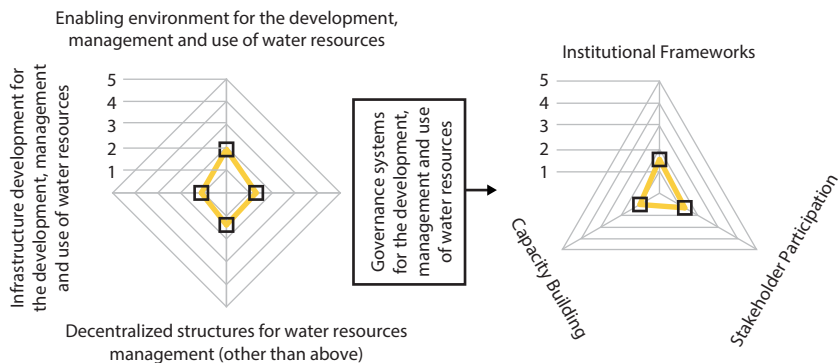 Enabling environment for the development,
management and use of water resources
Infrastructure development for
the development, management
and use of water resources
5
4
3
2
1
Decentralized structures for water resources
management (other than above)
Governance systems
for the development,
management and use
of water resources
Institutional Frameworks
5
4
3
2
1
Capacity Building
Stakeholder Participation